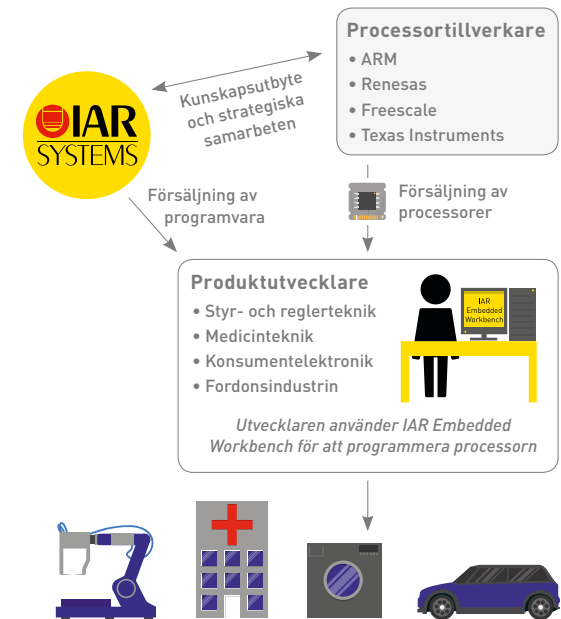 Processortillverkare
• ARM
• Renesas
• Freescale
• Texas Instruments
Kunskapsutbyte
och strategiska
samarbeten
IAR
SYSTEMS
Försäljning av
programvara
Försäljning av
processorer
Produktutvecklare
• Styr- och reglerteknik
• Medicinteknik
• Konsumentelektronik
• Fordonsindustrin
IAR
Embedded
Workbench
Utvecklaren använder IAR Embedded
Workbench för att programmera processorn